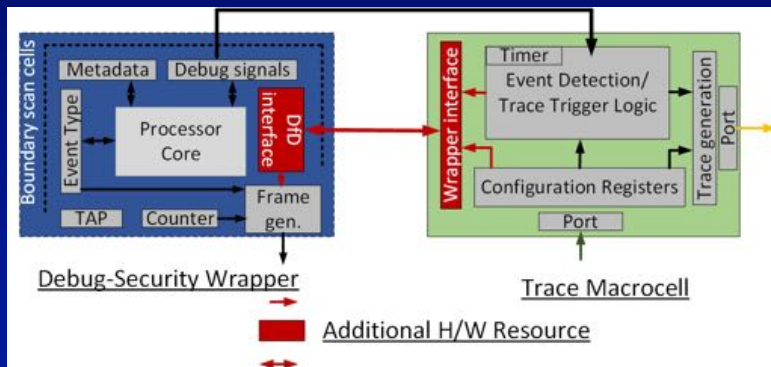 Boundary scan cells
Metadata
Debug signals
Event Type
Processor
Core
DfD
interface
TAP
Counter
Frame
gen.
Debug-Security Wrapper
Wrapper interface
Timer
Event Detection/
Trace Trigger Logic
Configuration Registers
Port
Trace generation
Port
Trace Macrocell
Additional H/W Resource